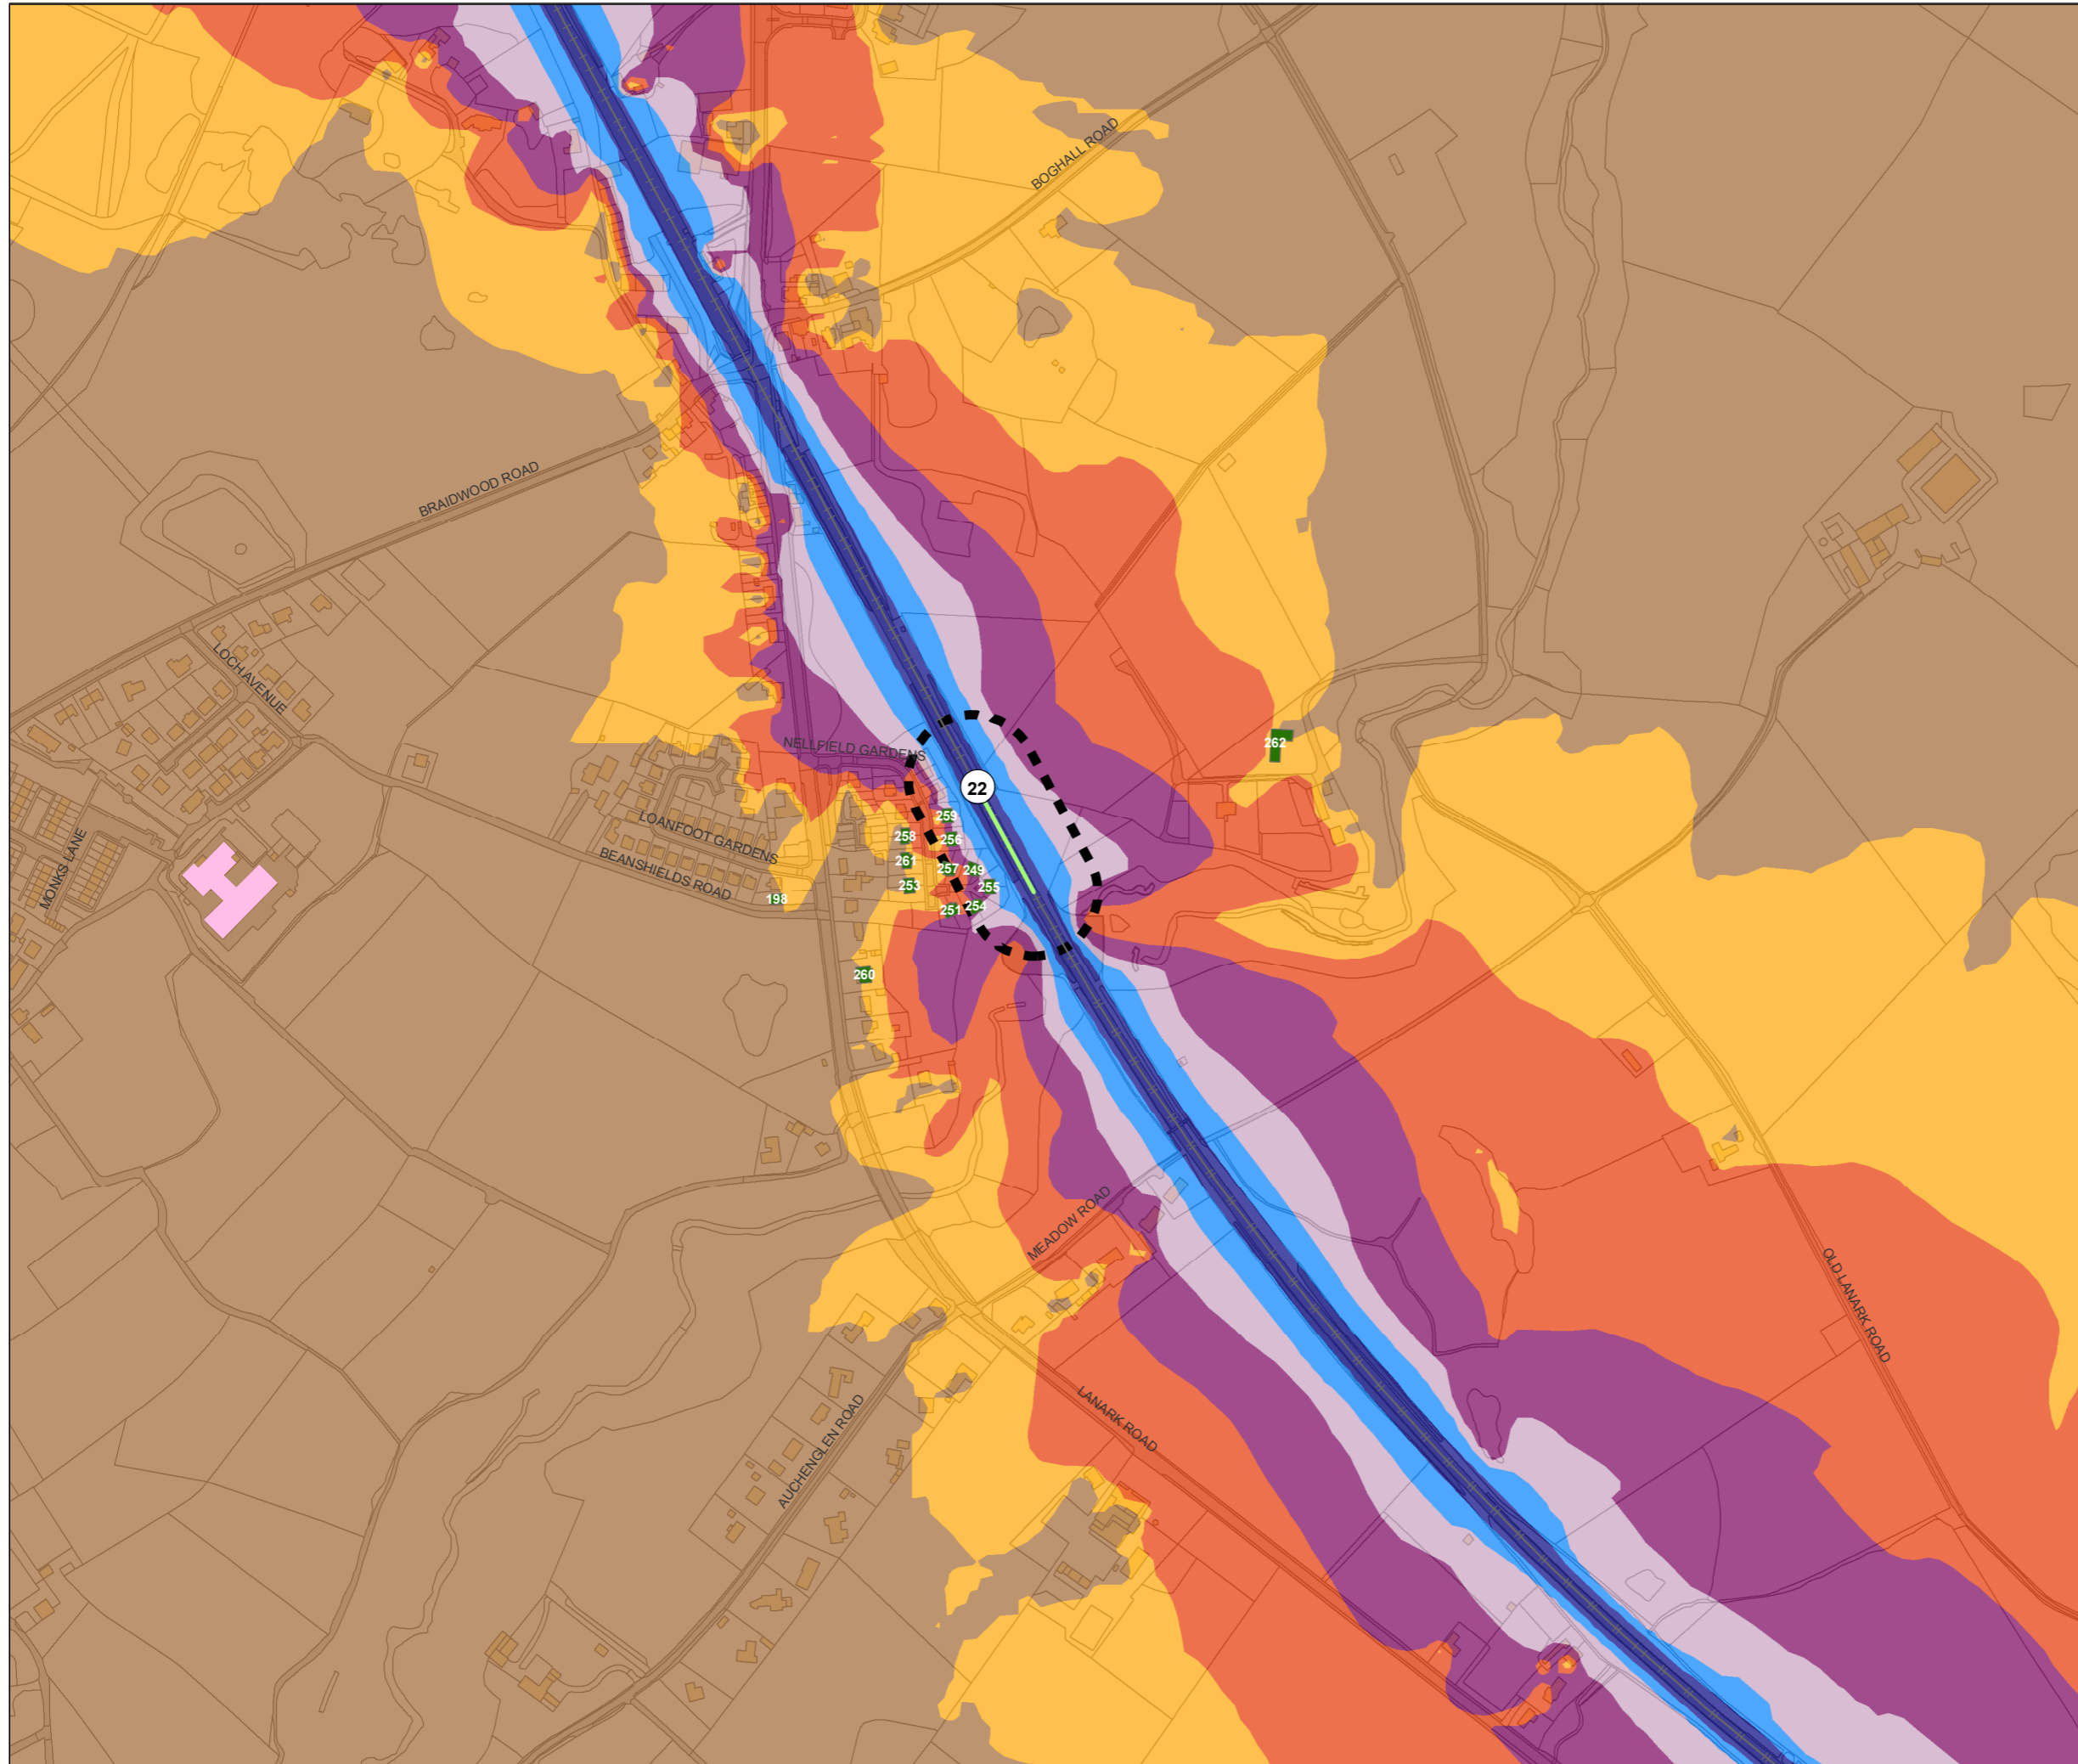 BOGHALL ROAD
BRAIDWOOD ROAD
LOCH AVENUE
NELLFIELD GARDENS
262
22
259
LOANFOOT GARDENS
258
256
MONKS LANE
BEANSHIELDS ROAD
261
257
249
253
255
198
251
254
260
MEADOW ROAD
OLD LANARK ROAD
LANARK ROAD
AUCHENGLEN ROAD